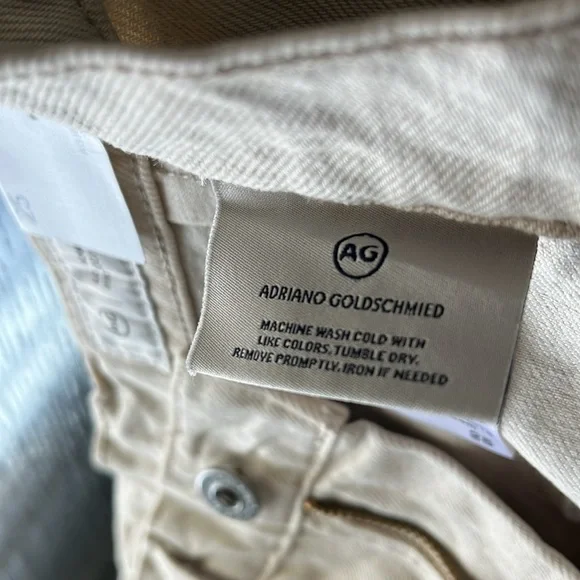 AG
ADRIANO GOLDSCHMIED
MACHINE WASH COLD WITH
LIKE COLORS. TUMBLE DRY.
REMOVE PROMPTLY. IRON IF NEEDED